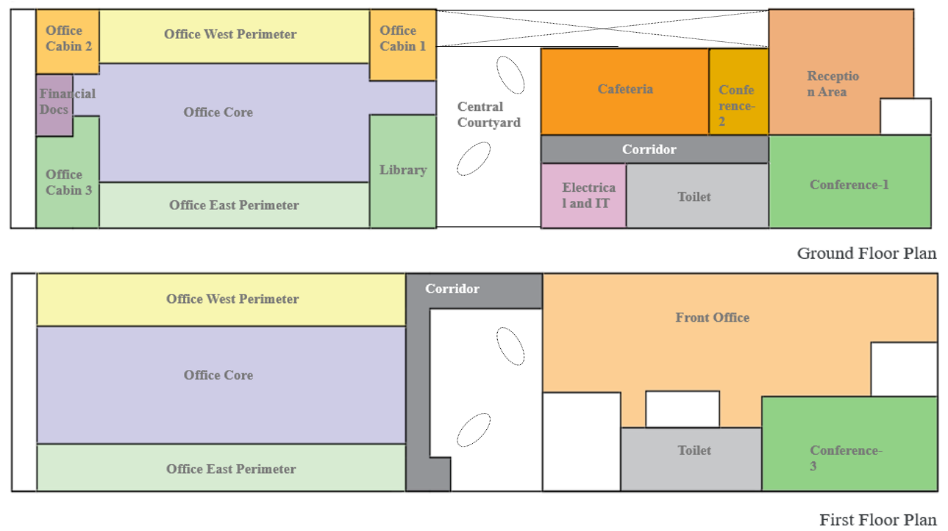 Office
Cabin 2
Office West Perimeter
Office
Cabin 1
Financial
Docs
Office Core
Central
Courtyard
Cafeteria
Confe
rence-
2
Receptio
n Area
Corridor
Office
Cabin 3
Library
Electrica
l and IT
Toilet
Conference-1
Office East Perimeter
Ground Floor Plan
Corridor
Office West Perimeter
Front Office
Office Core
Office East Perimeter
Toilet
Conference-
3
First Floor Plan